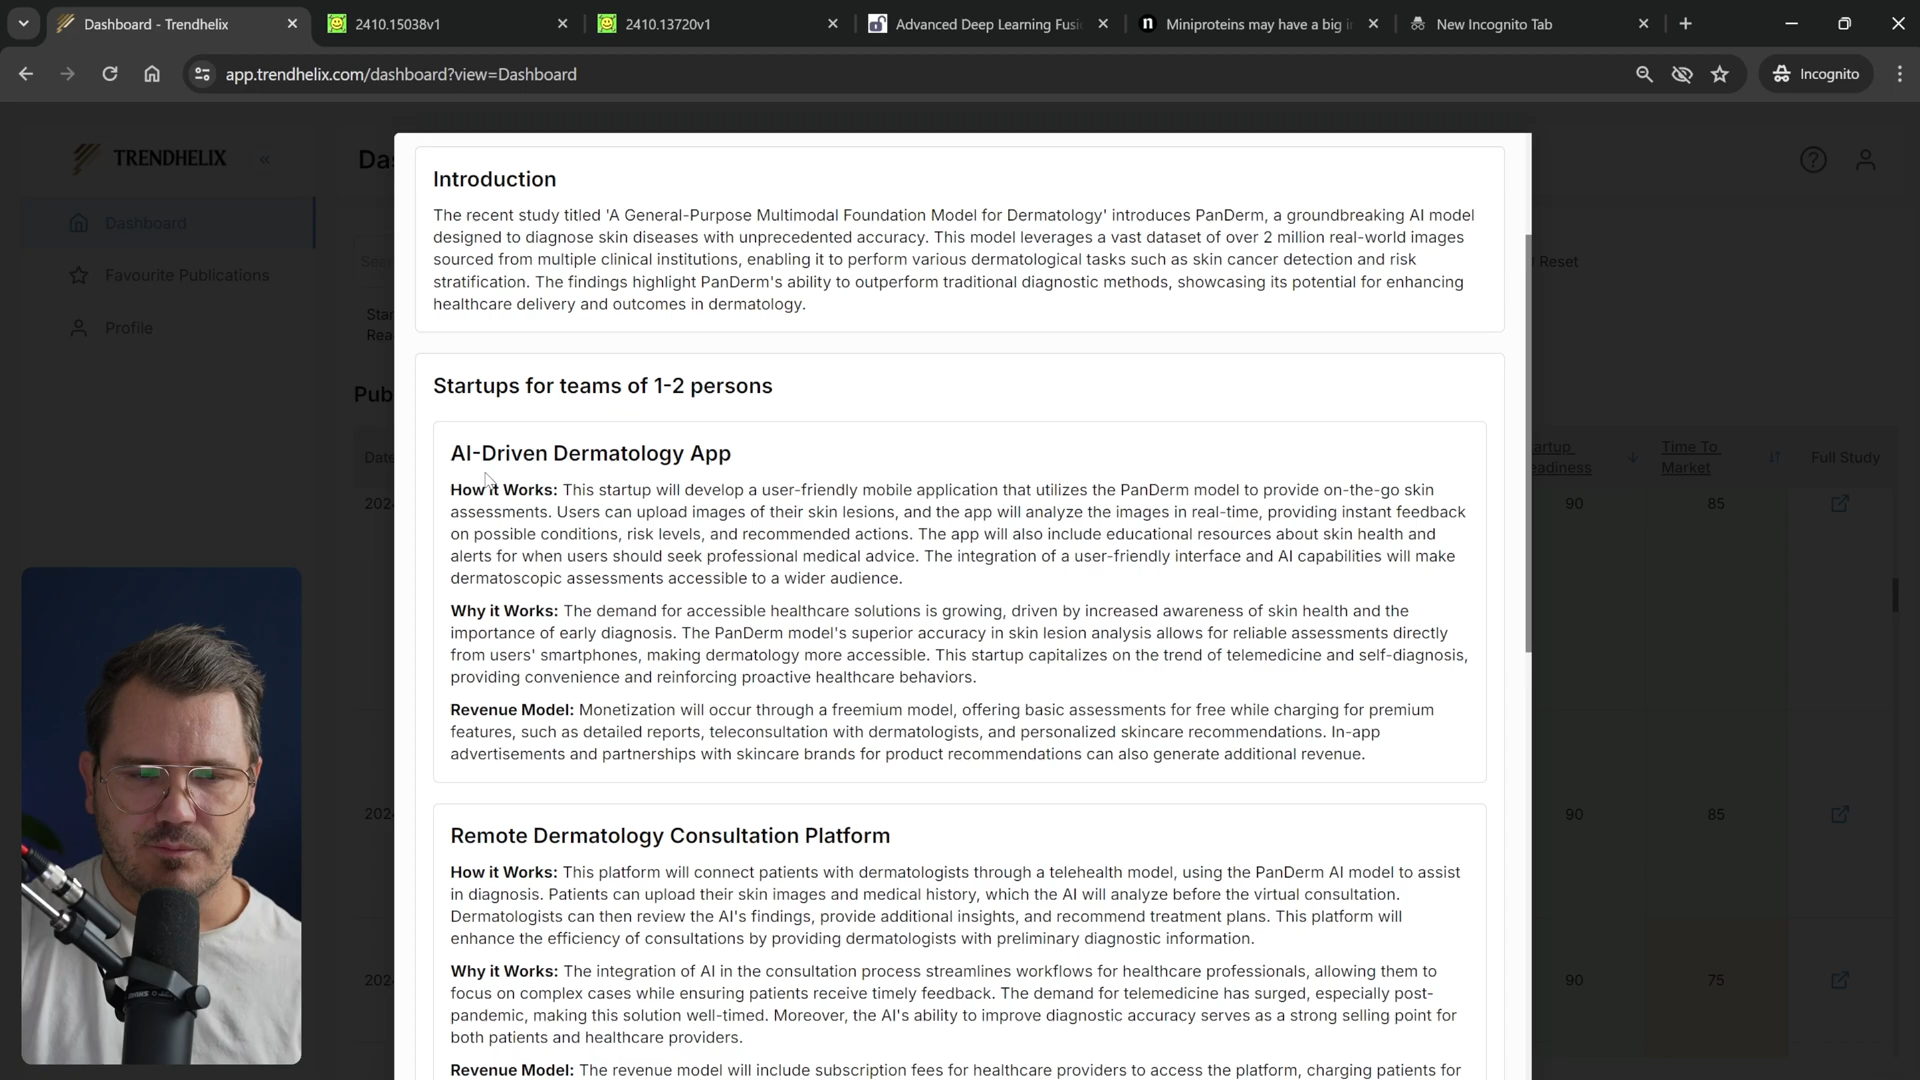 Dashboard - Trendhelix
2410.15038v1
2410.13720v1
Advanced Deep Learning Fusi
Miniproteins may have a big i
New Incognito Tab
app.trendhelix.com/dashboard?view=Dashboard
Incognito
TRENDHELIX
Da
Dashboard
Favourite Publications
Profile
Sea
Reset
Star
Rea
Pub
Date
Introduction
The recent study titled 'A General-Purpose Multimodal Foundation Model for Dermatology' introduces PanDerm, a groundbreaking AI model
designed to diagnose skin diseases with unprecedented accuracy. This model leverages a vast dataset of over 2 million real-world images
sourced from multiple clinical institutions, enabling it to perform various dermatological tasks such as skin cancer detection and risk
stratification. The findings highlight PanDerm's ability to outperform traditional diagnostic methods, showcasing its potential for enhancing
healthcare delivery and outcomes in dermatology.
Startups for teams of 1-2 persons
AI-Driven Dermatology App
How it Works: This startup will develop a user-friendly mobile application that utilizes the PanDerm model to provide on-the-go skin
assessments. Users can upload images of their skin lesions, and the app will analyze the images in real-time, providing instant feedback
on possible conditions, risk levels, and recommended actions. The app will also include educational resources about skin health and
alerts for when users should seek professional medical advice. The integration of a user-friendly interface and AI capabilities will make
dermatoscopic assessments accessible to a wider audience.
Why it Works: The demand for accessible healthcare solutions is growing, driven by increased awareness of skin health and the
importance of early diagnosis. The PanDerm model's superior accuracy in skin lesion analysis allows for reliable assessments directly
from users' smartphones, making dermatology more accessible. This startup capitalizes on the trend of telemedicine and self-diagnosis,
providing convenience and reinforcing proactive healthcare behaviors.
Revenue Model: Monetization will occur through a freemium model, offering basic assessments for free while charging for premium
features, such as detailed reports, teleconsultation with dermatologists, and personalized skincare recommendations. In-app
advertisements and partnerships with skincare brands for product recommendations can also generate additional revenue.
Remote Dermatology Consultation Platform
How it Works: This platform will connect patients with dermatologists through a telehealth model, using the PanDerm AI model to assist
in diagnosis. Patients can upload their skin images and medical history, which the AI will analyze before the virtual consultation.
Dermatologists can then review the AI's findings, provide additional insights, and recommend treatment plans. This platform will
enhance the efficiency of consultations by providing dermatologists with preliminary diagnostic information.
Why it Works: The integration of AI in the consultation process streamlines workflows for healthcare professionals, allowing them to
focus on complex cases while ensuring patients receive timely feedback. The demand for telemedicine has surged, especially post-
pandemic, making this solution well-timed. Moreover, the AI's ability to improve diagnostic accuracy serves as a strong selling point for
both patients and healthcare providers.
Revenue Model: The revenue model will include subscription fees for healthcare providers to access the platform, charging patients for
artup
adiness
Time To
Market
Full Study
202
90
85
202
90
85
202
90
75